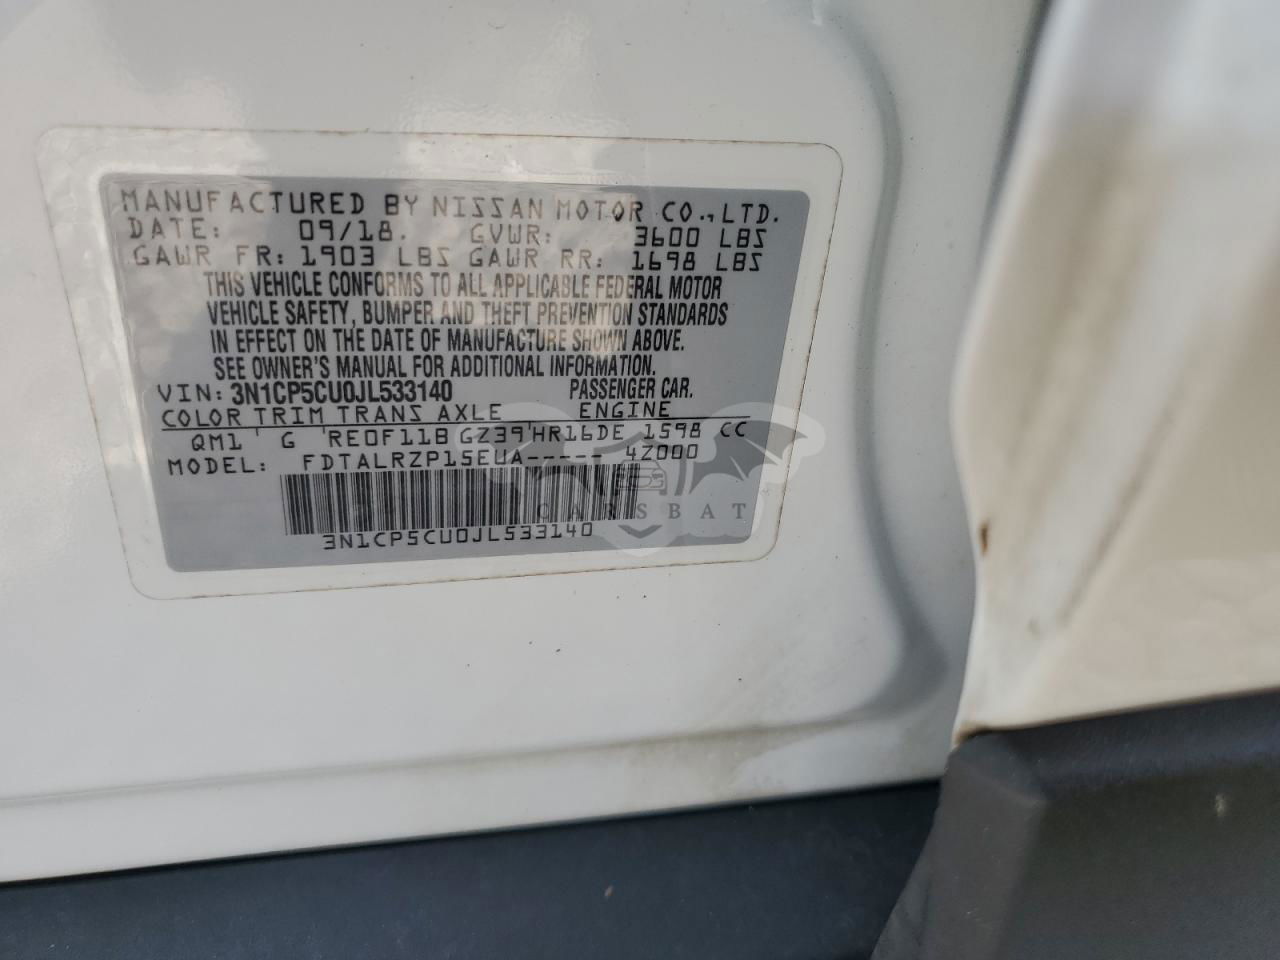 MANUFACTURED BY NISSAN MOTOR CO., LTD.
DATE: 09/18. GVWR: 3600 LBS
GAWR FR: 1903 LBS GAWR RR: 1698 LBS
THIS VEHICLE CONFORMS TO ALL APPLICABLE FEDERAL MOTOR
VEHICLE SAFETY, BUMPER AND THEFT PREVENTION STANDARDS
IN EFFECT ON THE DATE OF MANUFACTURE SHOWN ABOVE.
SEE OWNER'S MANUAL FOR ADDITIONAL INFORMATION.
VIN: 3N1CP5CU0JL533140 PASSENGER CAR.
COLOR TRIM TRANS AXLE ENGINE
QM1 G RE0F11B GZ39 HR16DE 1598 CC
MODEL: FDTALRZP15EUA----- 4Z000
CARSBAT
3N1CP5CU0JL533140